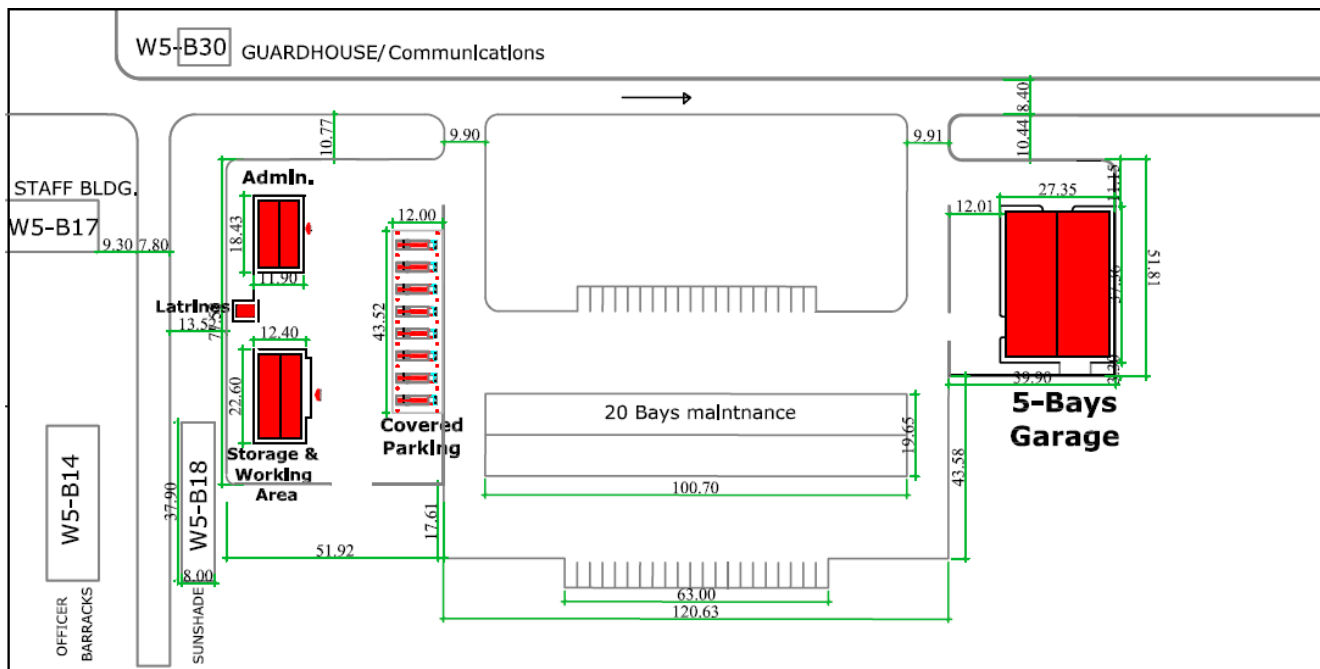 W5-B30
GUARDHOUSE/Communications
8.40
10.77
9.90
9.91
10.44
STAFF BLDG.
W5-B17
Admin.
18.43
11.90
12.00
12.01
27.35
11.15
51.81
37.36
9.30
7.80
Latrines
13.52
12.40
43.52
22.60
39.90
5-Bays
Garage
20 Bays maintnance
19.65
100.70
Covered
Parking
43.58
Storage &
Working
Area
W5-B14
37.90
W5-B18
17.61
51.92
8.00
63.00
120.63
OFFICER
BARRACKS
SUNSHADE